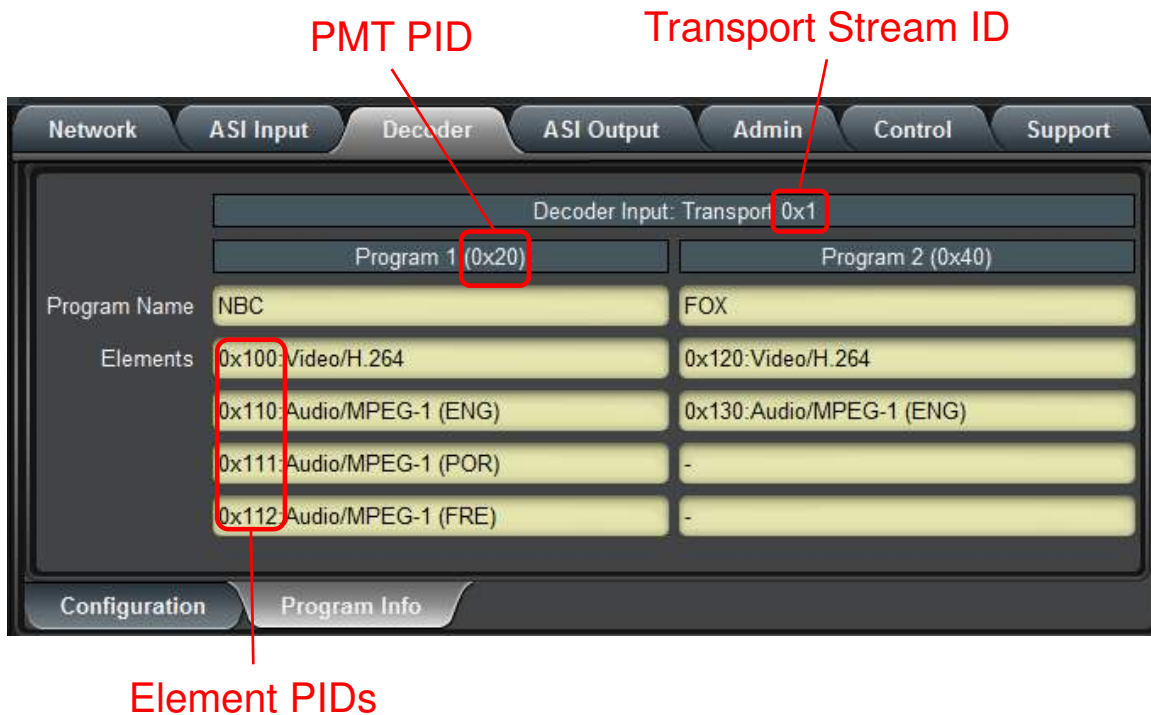 PMT PID
Transport Stream ID
Network ASI Input Decoder ASI Output Admin Control Support
Decoder Input: Transport 0x1
Program 1 (0x20) Program 2 (0x40)
Program Name NBC FOX
Elements 0x100:Video/H.264 0x120:Video/H.264
0x110:Audio/MPEG-1 (ENG) 0x130:Audio/MPEG-1 (ENG)
0x111:Audio/MPEG-1 (POR) -
0x112:Audio/MPEG-1 (FRE) -
Configuration Program Info
Element PIDs